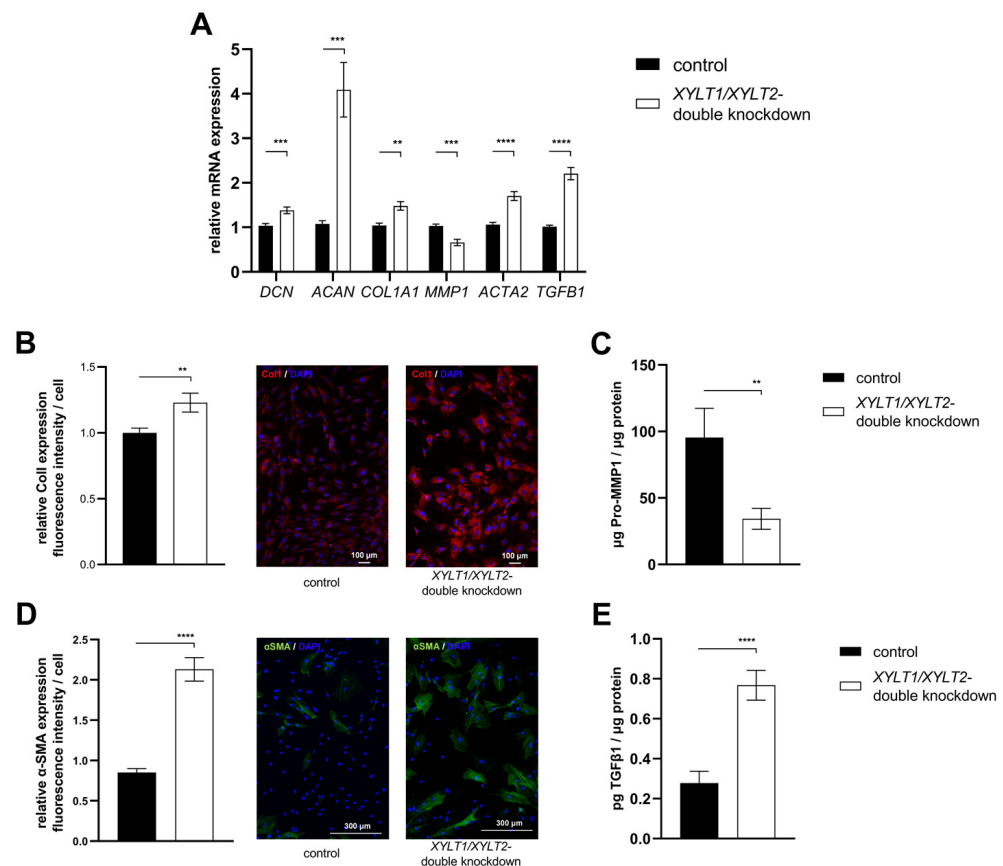 A
relative mRNA expression
5
4
3
2
1
0
***
***
**
***
****
****
DCN ACAN COL1A1 MMP1 ACTA2 TGFB1
control
XYLT1/XYLT2-
double knockdown
B
relative Coll expression
fluorescence intensity / cell
1.5
1.0
0.5
0.0
**
Col1 / DAPI
100 µm
control
Col1 / DAPI
100 µm
XYLT1/XYLT2-
double knockdown
C
µg Pro-MMP1 / µg protein
150
100
50
0
**
control
XYLT1/XYLT2-
double knockdown
D
relative α-SMA expression
fluorescence intensity / cell
2.5
2.0
1.5
1.0
0.5
0.0
****
αSMA / DAPI
300 µm
control
αSMA / DAPI
300 µm
XYLT1/XYLT2-
double knockdown
E
pg TGFβ1 / µg protein
1.0
0.8
0.6
0.4
0.2
0.0
****
control
XYLT1/XYLT2-
double knockdown